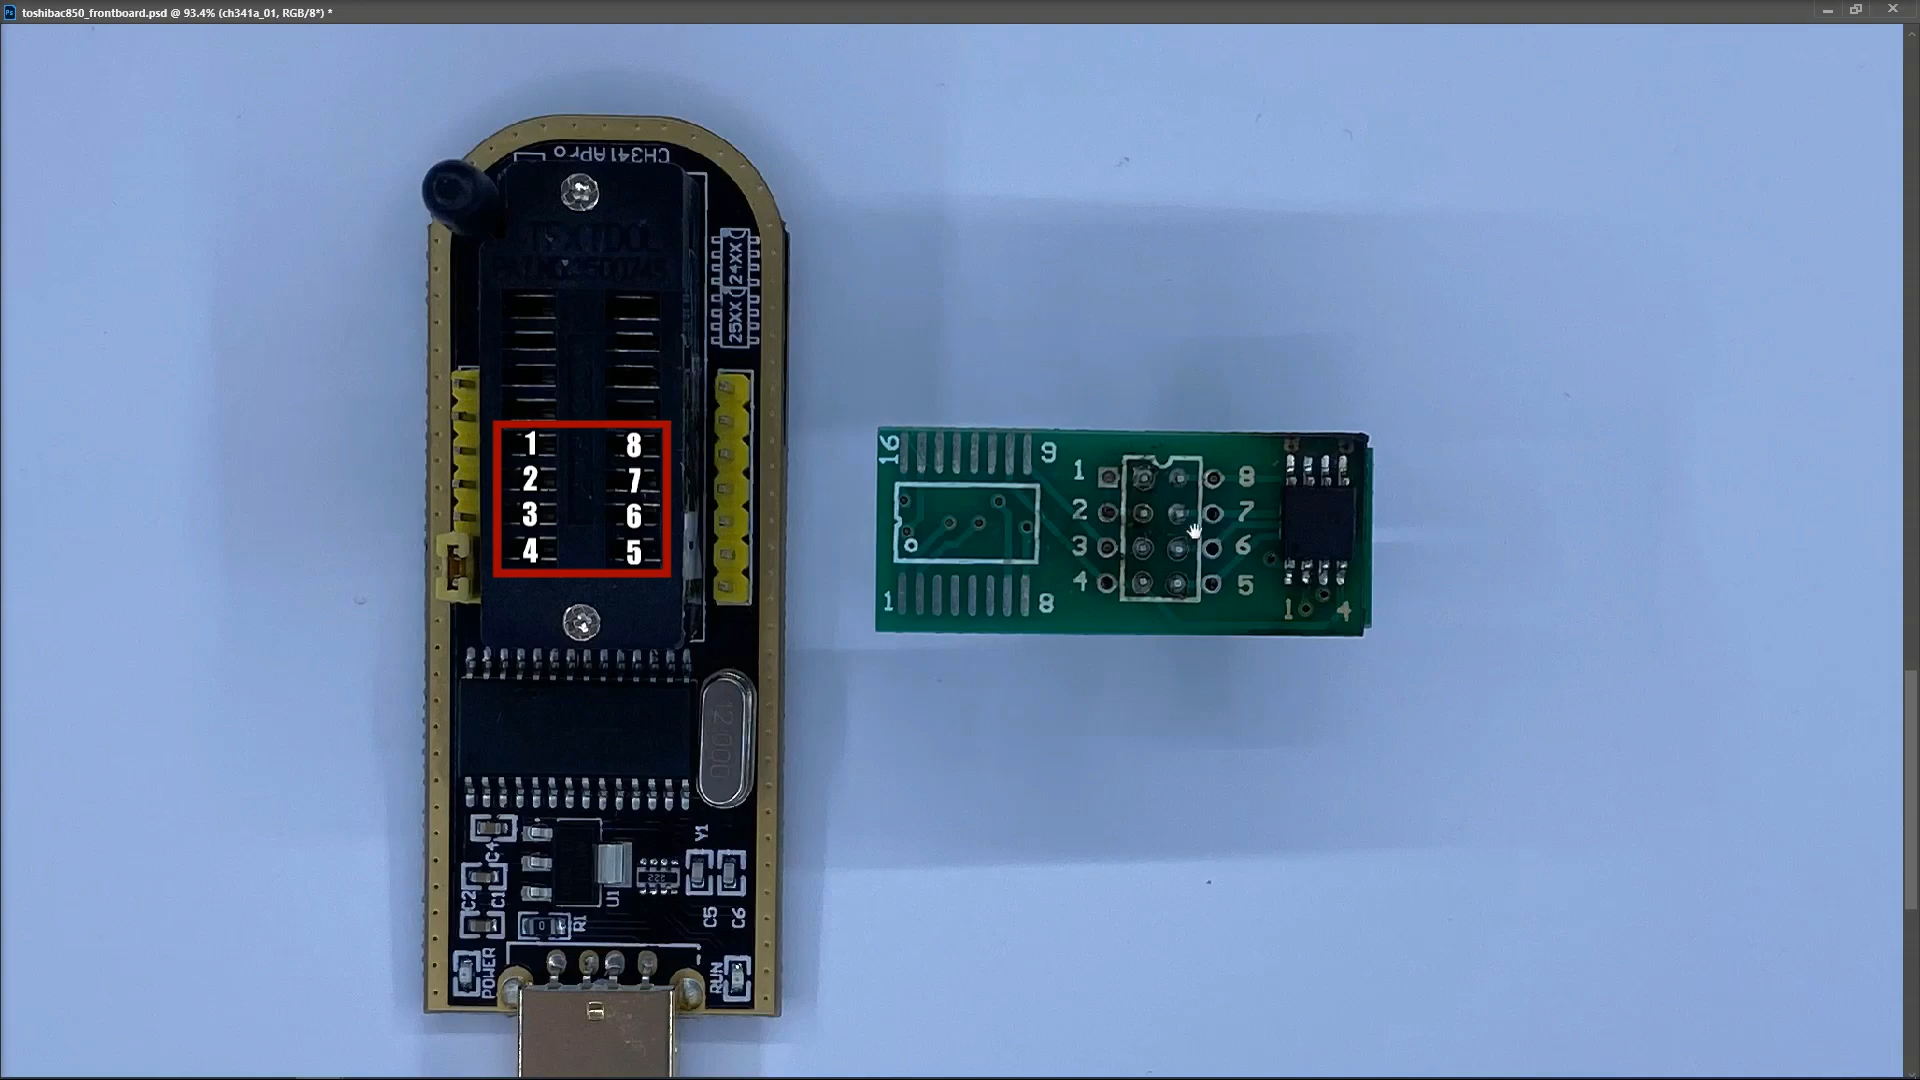 toshibac850_frontboard.psd @ 93.4% (ch341a_01, RGB/8*) *
CH341APro
24XX
25XX
1 8
2 7
3 6
4 5
16 9
1 8
1 8
2 7
3 6
4 5
1 4
12.000
C4
Y1
C2
C1
222
U1
C5
C6
0
R1
POWER
RUN